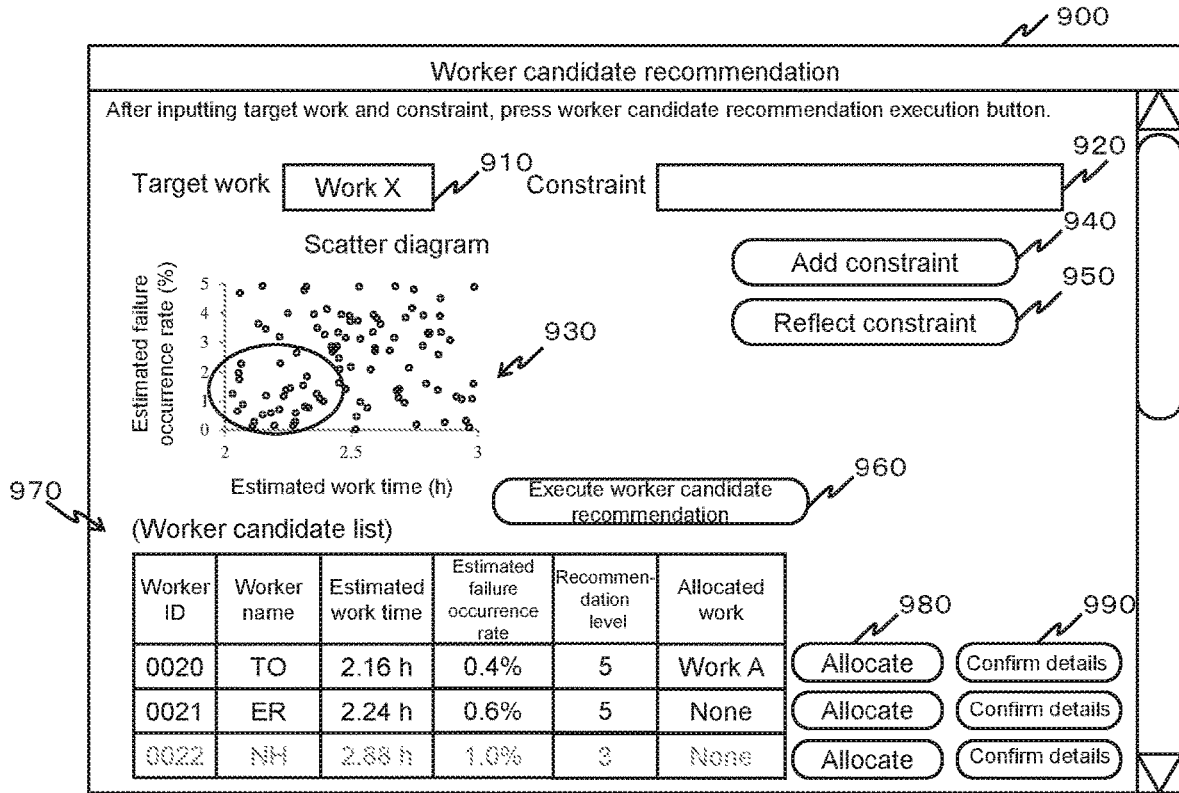 900
Worker candidate recommendation
After inputting target work and constraint, press worker candidate recommendation execution button.
Target work
Work X
910
Constraint
920
Scatter diagram
940
Add constraint
950
Reflect constraint
Estimated failure
occurrence rate (%)
5
4
3
2
1
0
2
2.5
3
930
Estimated work time (h)
960
Execute worker candidate
recommendation
970
(Worker candidate list)
Worker
ID
Worker
name
Estimated
work time
Estimated
failure
occurrence
rate
Recommen-
dation
level
Allocated
work
980
990
0020 TO 2.16 h 0.4% 5 Work A Allocate Confirm details
0021 ER 2.24 h 0.6% 5 None Allocate Confirm details
0022 NH 2.88 h 1.0% 3 None Allocate Confirm details